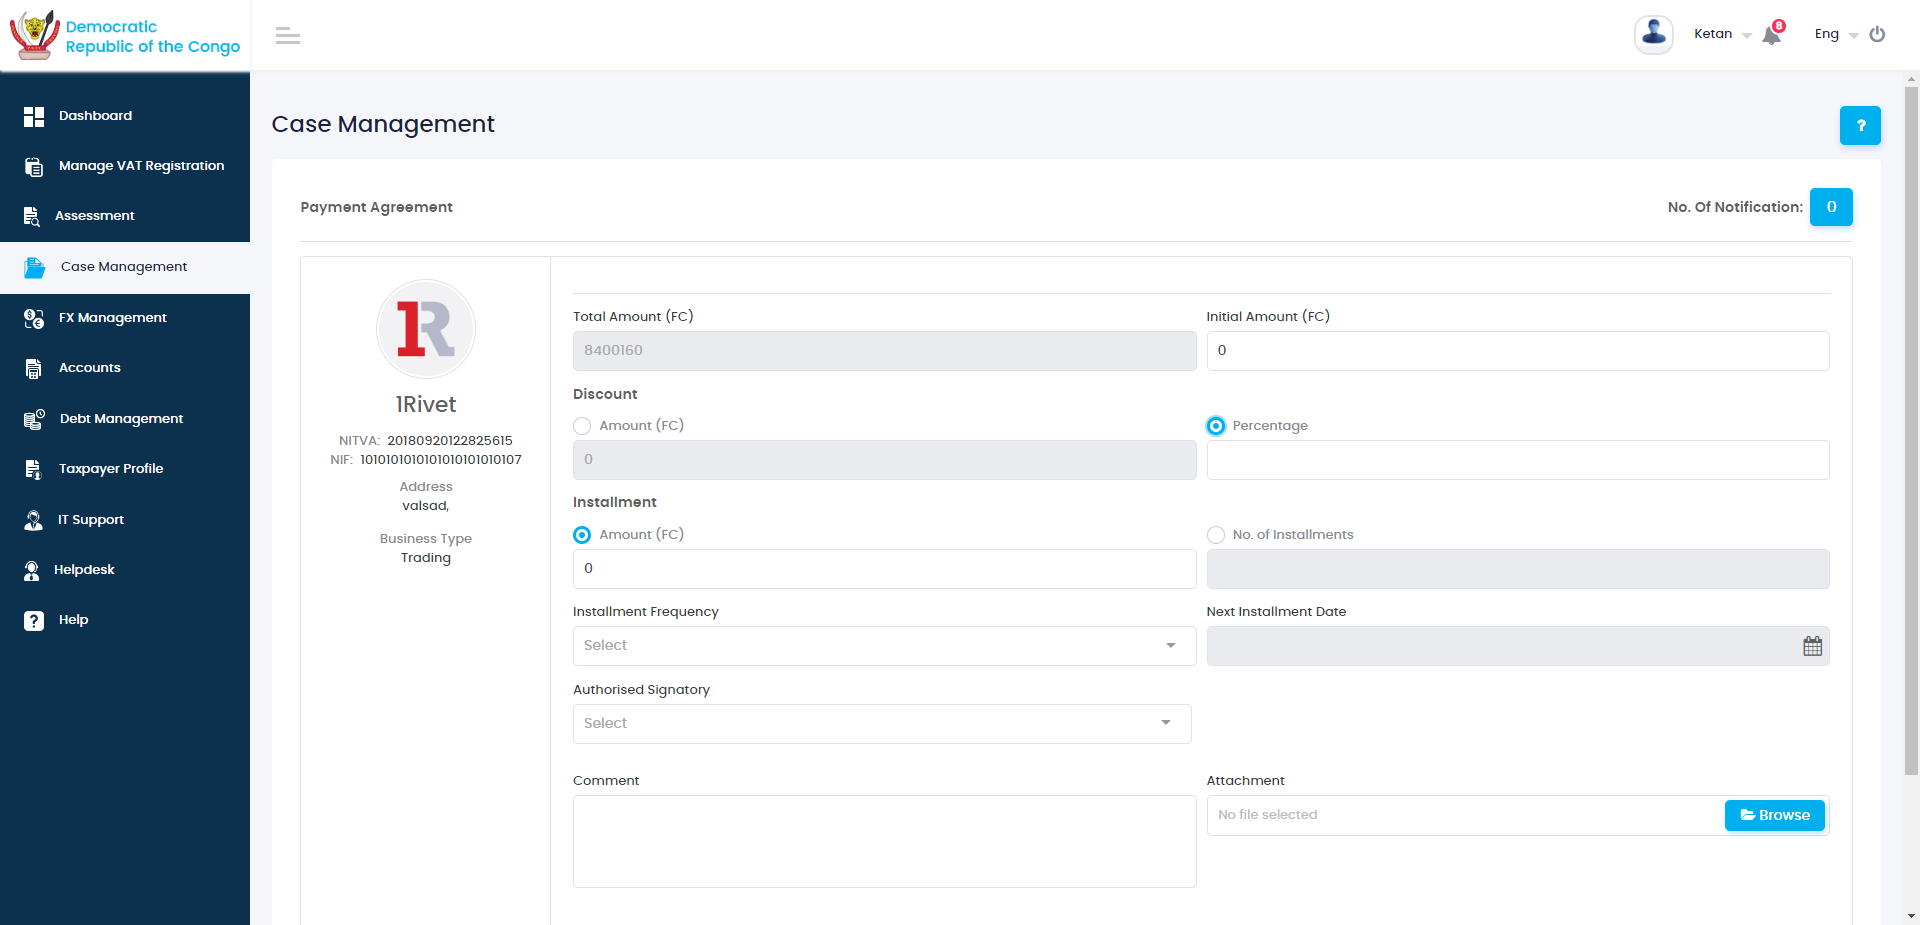 Democratic
Republic of the Congo
Ketan
8
Eng
Dashboard
Manage VAT Registration
Assessment
Case Management
FX Management
Accounts
Debt Management
Taxpayer Profile
IT Support
Helpdesk
Help
Case Management
?
Payment Agreement
No. Of Notification: 0
1R
1Rivet
NITVA: 20180920122825615
NIF: 1010101010101010101010107
Address
valsad,
Business Type
Trading
Total Amount (FC)
8400160
Initial Amount (FC)
0
Discount
Amount (FC)
0
Percentage
Installment
Amount (FC)
0
No. of Installments
Installment Frequency
Select
Next Installment Date
Authorised Signatory
Select
Comment
Attachment
No file selected
Browse